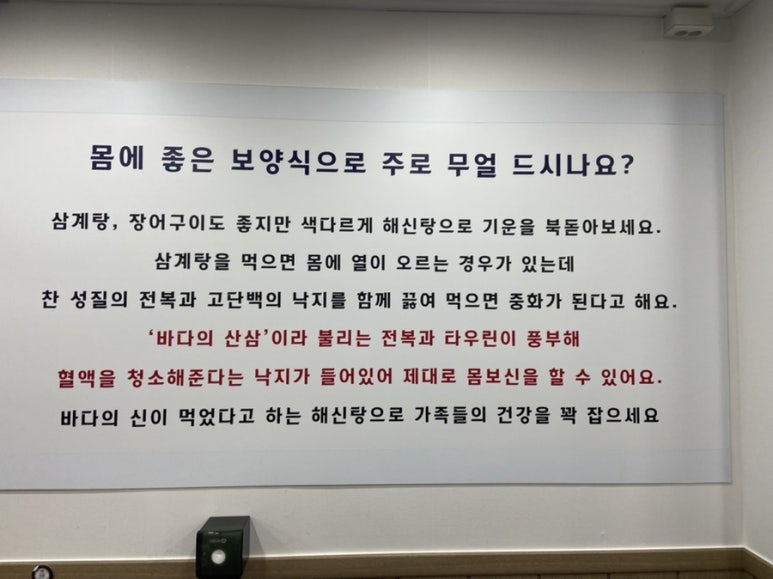 몸에 좋은 보양식으로 주로 무얼 드시나요?
삼계탕, 장어구이도 좋지만 색다르게 해신탕으로 기운을 북돋아보세요.
삼계탕을 먹으면 몸에 열이 오르는 경우가 있는데
찬 성질의 전복과 고단백의 낙지를 함께 끓여 먹으면 중화가 된다고 해요.
'바다의 산삼'이라 불리는 전복과 타우린이 풍부해
혈액을 청소해준다는 낙지가 들어있어 제대로 몸보신을 할 수 있어요.
바다의 신이 먹었다고 하는 해신탕으로 가족들의 건강을 꽉 잡으세요